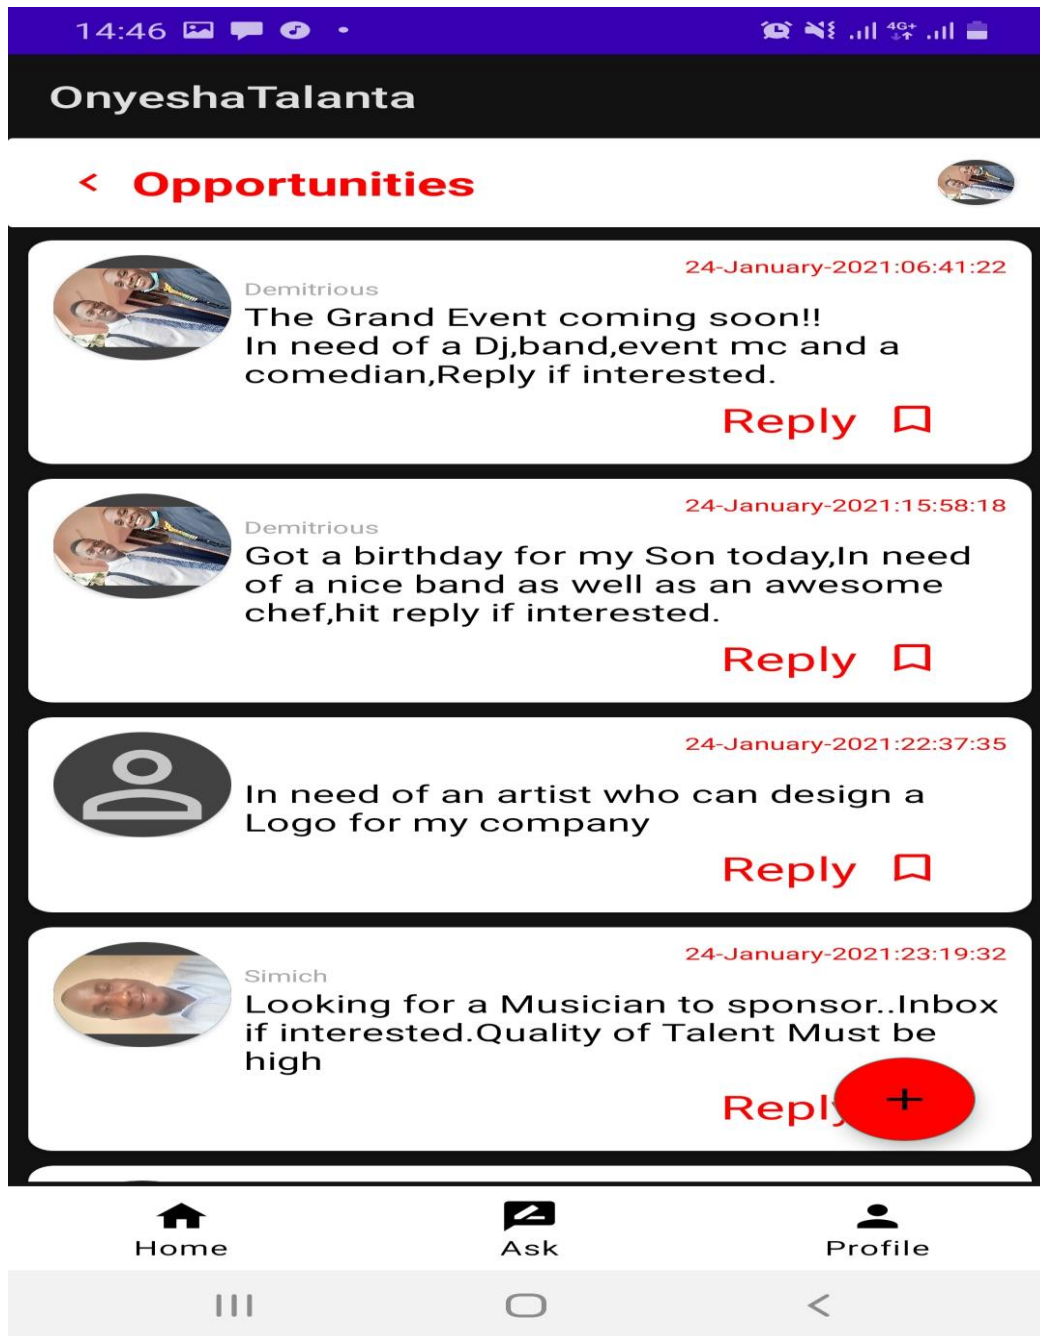 14:46
4G+
OnyeshaTalanta
< Opportunities
24-January-2021:06:41:22
Demitrious
The Grand Event coming soon!!
In need of a Dj,band,event mc and a
comedian,Reply if interested.
Reply
24-January-2021:15:58:18
Demitrious
Got a birthday for my Son today,In need
of a nice band as well as an awesome
chef,hit reply if interested.
Reply
24-January-2021:22:37:35
In need of an artist who can design a
Logo for my company
Reply
24-January-2021:23:19:32
Simich
Looking for a Musician to sponsor..Inbox
if interested.Quality of Talent Must be
high
Reply
+
Home
Ask
Profile